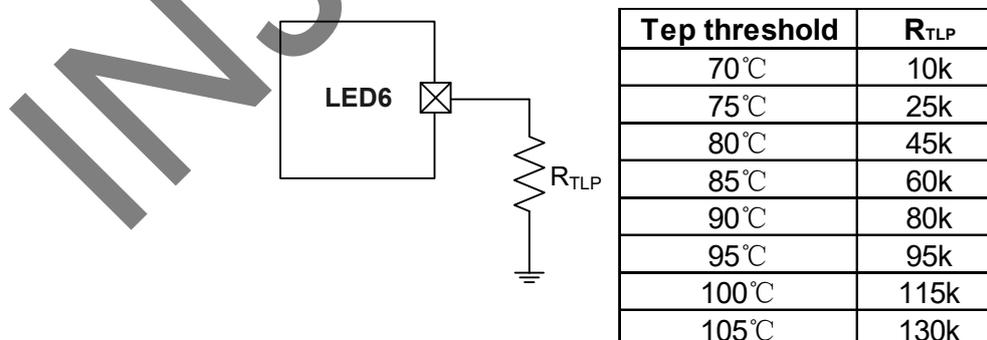 INS
LED6
RTLP
Tep threshold RTLP
70℃ 10k
75℃ 25k
80℃ 45k
85℃ 60k
90℃ 80k
95℃ 95k
100℃ 115k
105℃ 130k